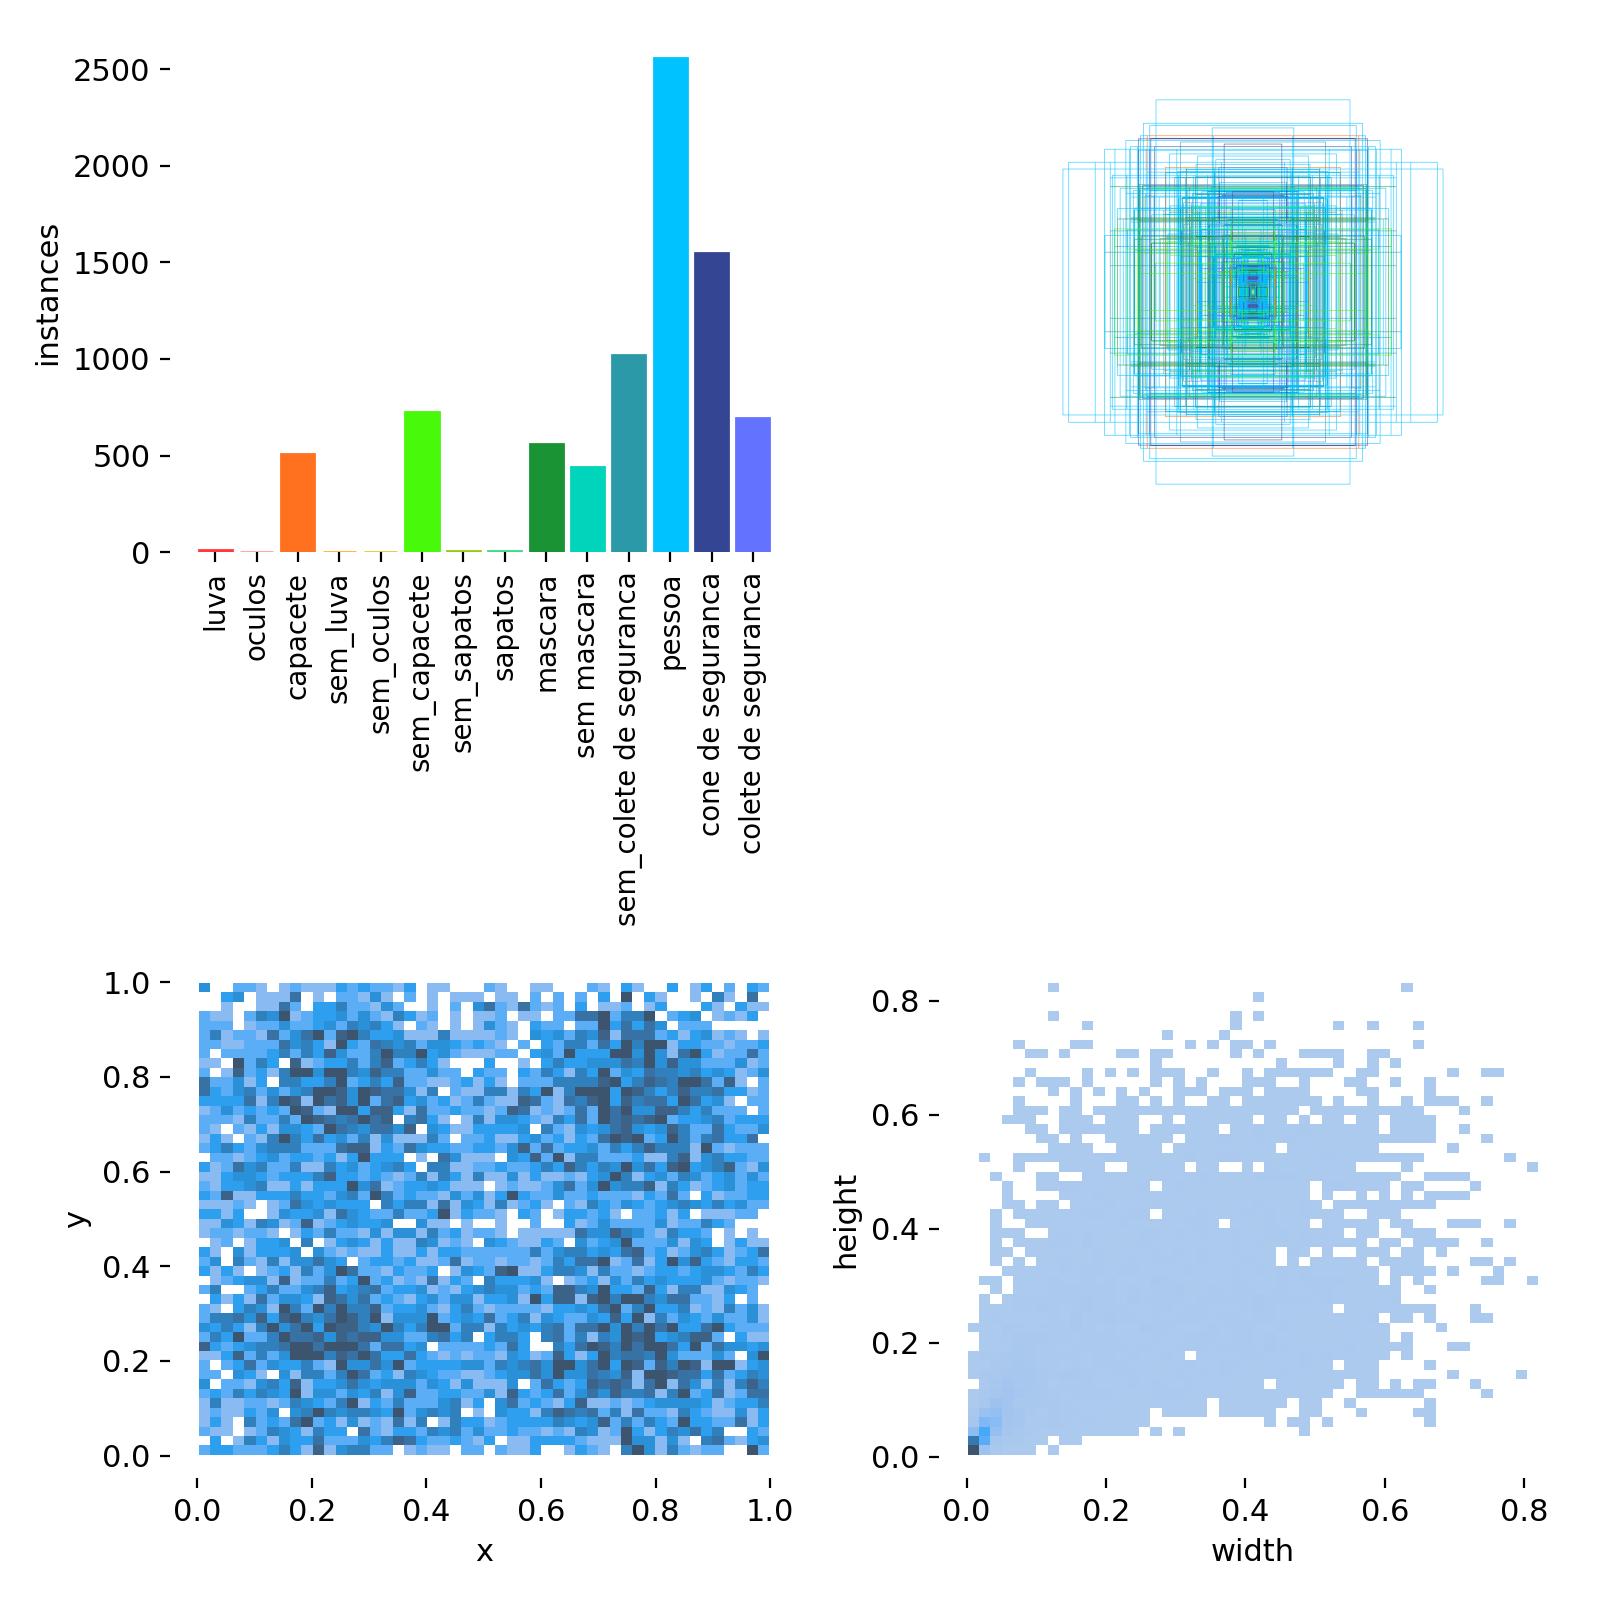 2500
2000
1500
1000
500
0
instances
luva
oculos
capacete
sem_luva
sem_oculos
sem_capacete
sem_sapatos
sapatos
mascara
sem mascara
sem_colete de seguranca
pessoa
cone de seguranca
colete de seguranca
1.0
0.8
0.6
0.4
0.2
0.0
y
0.0 0.2 0.4 0.6 0.8 1.0
x
0.8
0.6
0.4
0.2
0.0
height
0.0 0.2 0.4 0.6 0.8
width